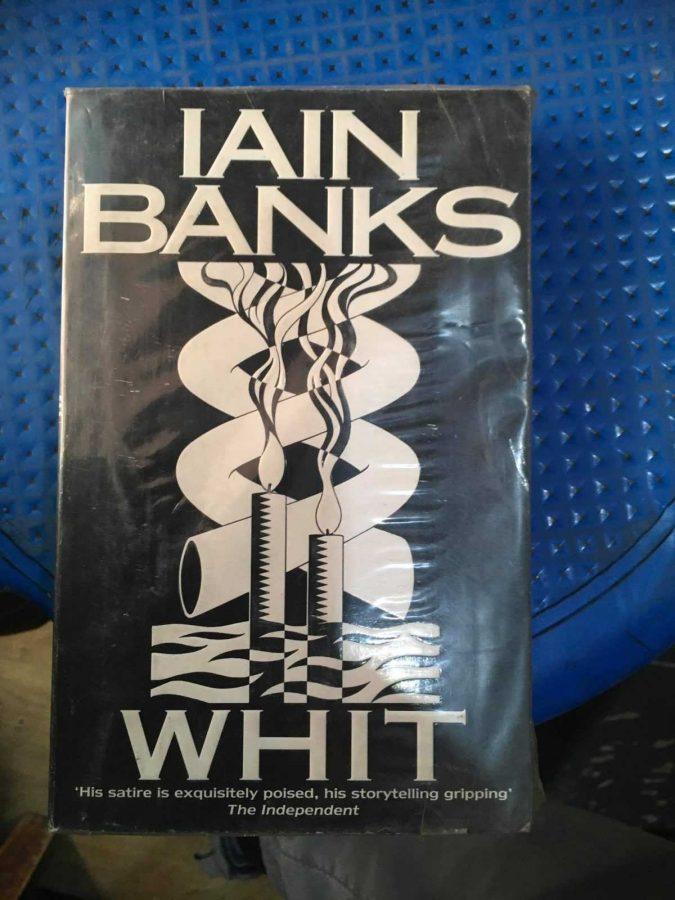 IAIN
BANKS
WHIT
'His satire is exquisitely poised, his storytelling gripping'
The Independent